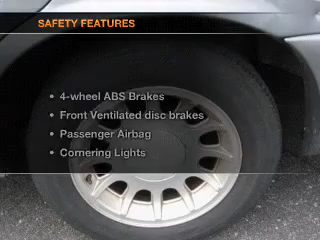 SAFETY FEATURES
• 4-wheel ABS Brakes
• Front Ventilated disc brakes
• Passenger Airbag
• Cornering Lights